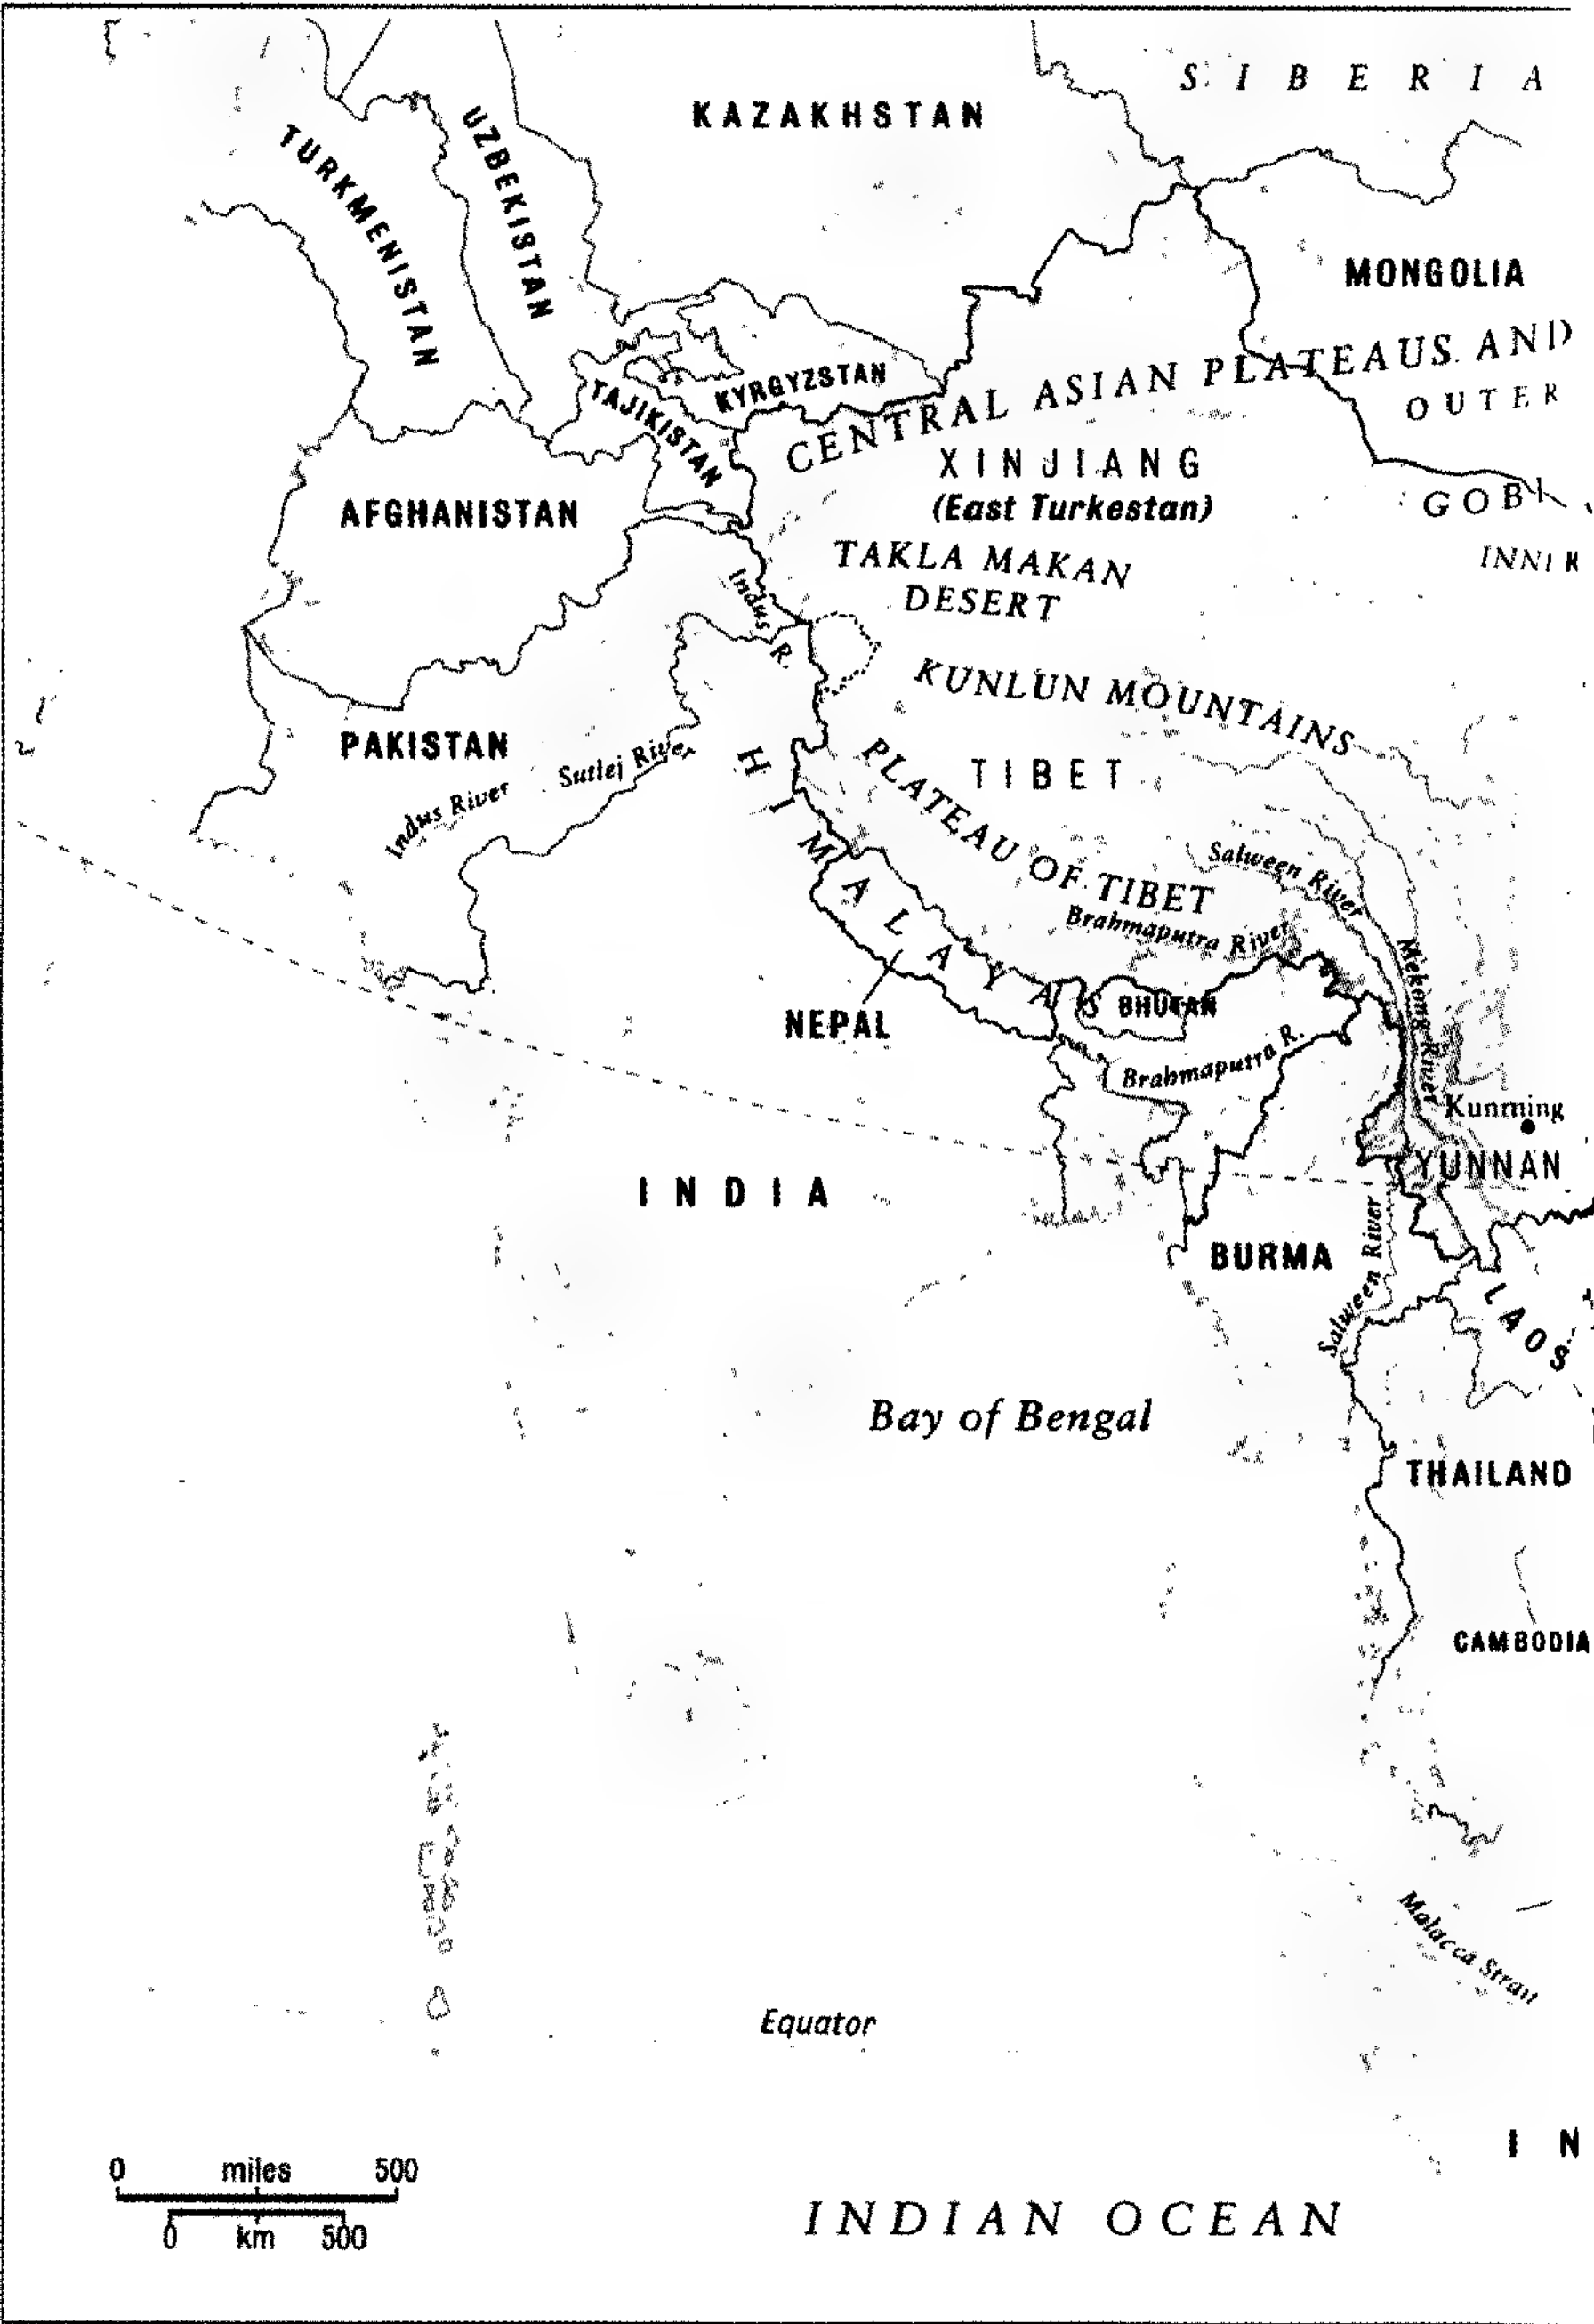 SIBERIA
KAZAKHSTAN
UZBEKISTAN
TURKMENISTAN
MONGOLIA
CENTRAL ASIAN PLATEAUS AND
OUTER
KYRGYZSTAN
TAJIKISTAN
XINJIANG
(East Turkestan)
GOBI
AFGHANISTAN
TAKLA MAKAN
DESERT
INNER
Indus R.
KUNLUN MOUNTAINS
PAKISTAN
Sutlej River
Indus River
HIMALAYAS
TIBET
PLATEAU OF TIBET
Salween River
Brahmaputra River
Mekong River
BHUTAN
NEPAL
Brahmaputra R.
Kunming
YUNNAN
INDIA
BURMA
Salween River
LAOS
Bay of Bengal
THAILAND
CAMBODIA
Malacca Strait
Equator
IN
0 miles 500
0 km 500
INDIAN OCEAN